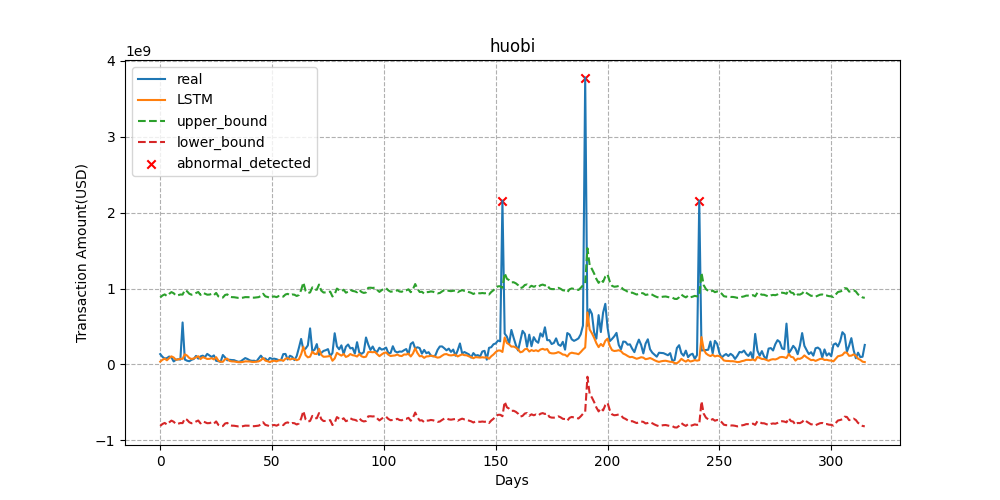 huobi
1e9
4
3
2
1
0
−1
Transaction Amount(USD)
real
LSTM
upper_bound
lower_bound
abnormal_detected
0 50 100 150 200 250 300
Days